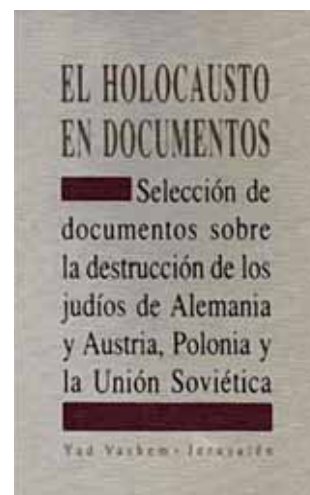 EL HOLOCAUSTO
EN DOCUMENTOS
Selección de
documentos sobre
la destrucción de los
judíos de Alemania
y Austria, Polonia y
la Unión Soviética
Yad Vashem - Jerusalén